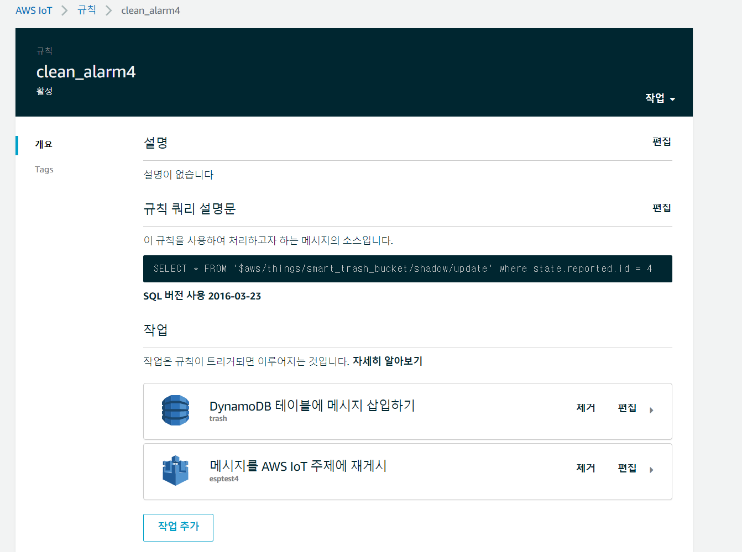 AWS IoT > 규칙 > clean_alarm4
규칙
clean_alarm4
활성
작업
개요
Tags
설명
편집
설명이 없습니다
규칙 쿼리 설명문
편집
이 규칙을 사용하여 처리하고자 하는 메시지의 소스입니다.
SELECT * FROM '$aws/things/smart_trash_bucket/shadow/update' where state.reported.id = 4
SQL 버전 사용 2016-03-23
작업
작업은 규칙이 트리거되면 이루어지는 것입니다. 자세히 알아보기
DynamoDB 테이블에 메시지 삽입하기
trash
제거 편집
메시지를 AWS IoT 주제에 재게시
esptest4
제거 편집
작업 추가